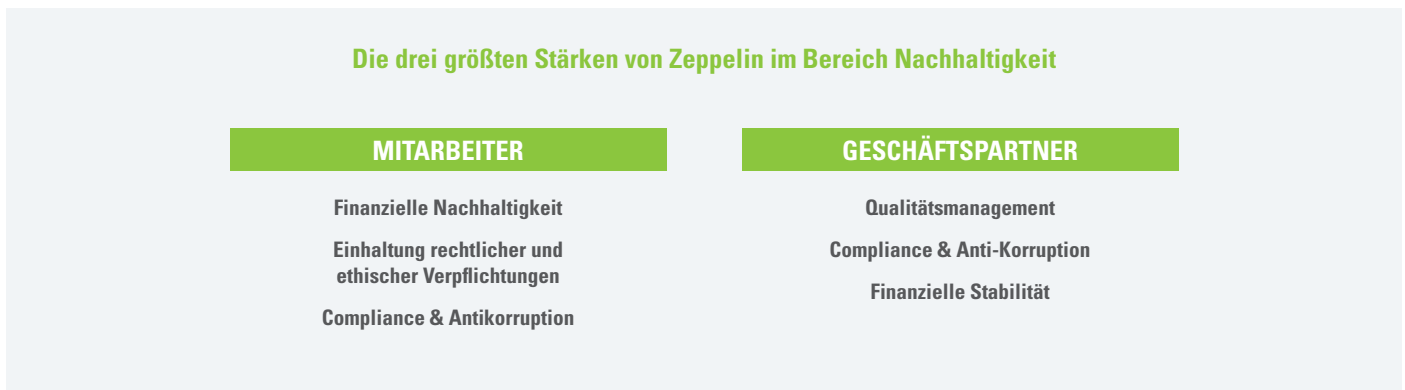 Die drei größten Stärken von Zeppelin im Bereich Nachhaltigkeit
MITARBEITER
Finanzielle Nachhaltigkeit
Einhaltung rechtlicher und
ethischer Verpflichtungen
Compliance & Antikorruption
GESCHÄFTSPARTNER
Qualitätsmanagement
Compliance & Anti-Korruption
Finanzielle Stabilität